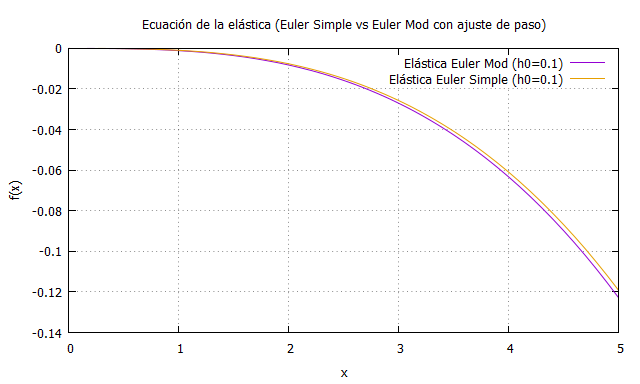 Ecuación de la elástica (Euler Simple vs Euler Mod con ajuste de paso)
Elástica Euler Mod (h0=0.1)
Elástica Euler Simple (h0=0.1)
0
-0.02
-0.04
-0.06
-0.08
-0.1
-0.12
-0.14
f(x)
0 1 2 3 4 5
x